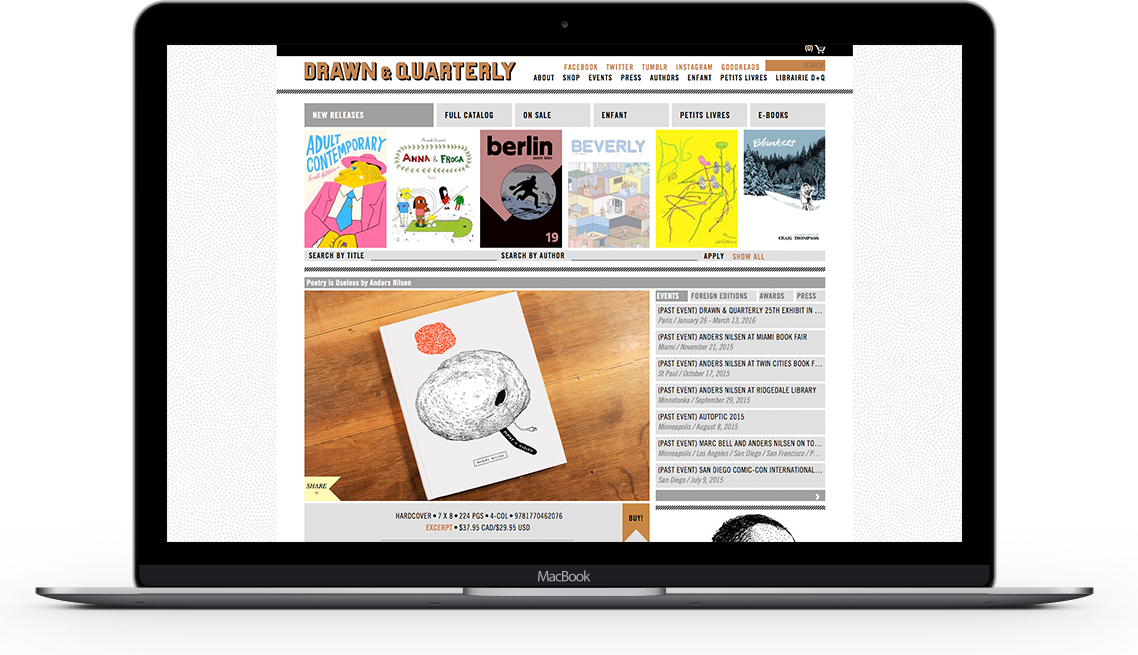 (0)
DRAWN & QUARTERLY
FACEBOOK TWITTER TUMBLR INSTAGRAM GOODREADS SEARCH
ABOUT SHOP EVENTS PRESS AUTHORS ENFANT PETITS LIVRES LIBRAIRIE D+Q
NEW RELEASES FULL CATALOG ON SALE ENFANT PETITS LIVRES E-BOOKS
ADULT
CONTEMPORARY
ANNA & FROGA
berlin
jason lutes
19
BEVERLY
BIG
KIDS
Blankets
CRAIG THOMPSON
SEARCH BY TITLE SEARCH BY AUTHOR APPLY SHOW ALL
Poetry is Useless by Anders Nilsen
ANDERS NILSEN
SHARE
+
HARDCOVER • 7 X 8 • 224 PGS • 4-COL • 9781770462076
EXCERPT • $37.95 CAD/$29.95 USD
BUY!
EVENTS FOREIGN EDITIONS AWARDS PRESS
(PAST EVENT) DRAWN & QUARTERLY 25TH EXHIBIT IN ...
Paris / January 26 - March 13, 2016
(PAST EVENT) ANDERS NILSEN AT MIAMI BOOK FAIR
Miami / November 21, 2015
(PAST EVENT) ANDERS NILSEN AT TWIN CITIES BOOK F...
St Paul / October 17, 2015
(PAST EVENT) ANDERS NILSEN AT RIDGEDALE LIBRARY
Minnetonka / September 29, 2015
(PAST EVENT) AUTOPTIC 2015
Minneapolis / August 8, 2015
(PAST EVENT) MARC BELL AND ANDERS NILSEN ON TO...
Minneapolis / Los Angeles / San Diego / San Francisco / P...
(PAST EVENT) SAN DIEGO COMIC-CON INTERNATIONAL...
San Diego / July 9, 2015
MacBook